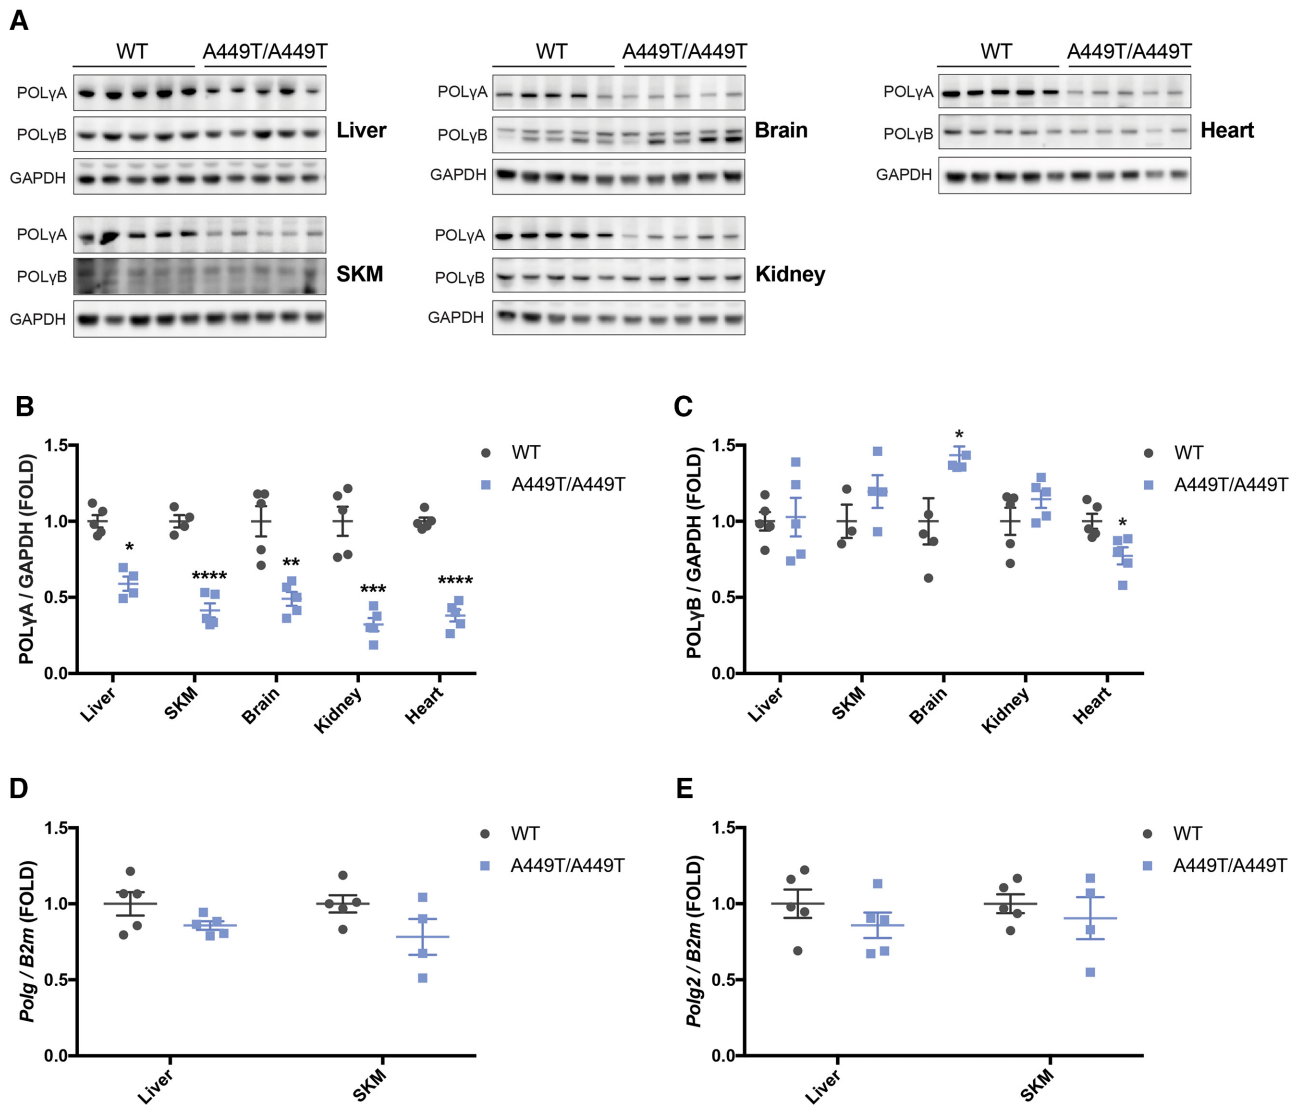 A
WT A449T/A449T
POLγA
POLγB
GAPDH
Liver
WT A449T/A449T
POLγA
POLγB
GAPDH
Brain
WT A449T/A449T
POLγA
POLγB
GAPDH
Heart
POLγA
POLγB
GAPDH
SKM
POLγA
POLγB
GAPDH
Kidney
B
POLγA / GAPDH (FOLD)
1.5
1.0
0.5
0.0
*
****
**
***
****
Liver
SKM
Brain
Kidney
Heart
WT
A449T/A449T
C
POLγB / GAPDH (FOLD)
1.5
1.0
0.5
0.0
*
*
Liver
SKM
Brain
Kidney
Heart
WT
A449T/A449T
D
Polg / B2m (FOLD)
1.5
1.0
0.5
0.0
Liver
SKM
WT
A449T/A449T
E
Polg2 / B2m (FOLD)
1.5
1.0
0.5
0.0
Liver
SKM
WT
A449T/A449T